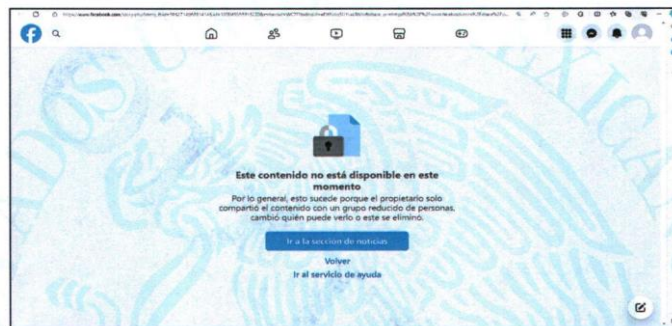 Este contenido no está disponible en este
momento
Por lo general, esto sucede porque el propietario solo
compartió el contenido con un grupo reducido de personas,
cambió quién puede verlo o este se eliminó.
Ir a la sección de noticias
Volver
Ir al servicio de ayuda